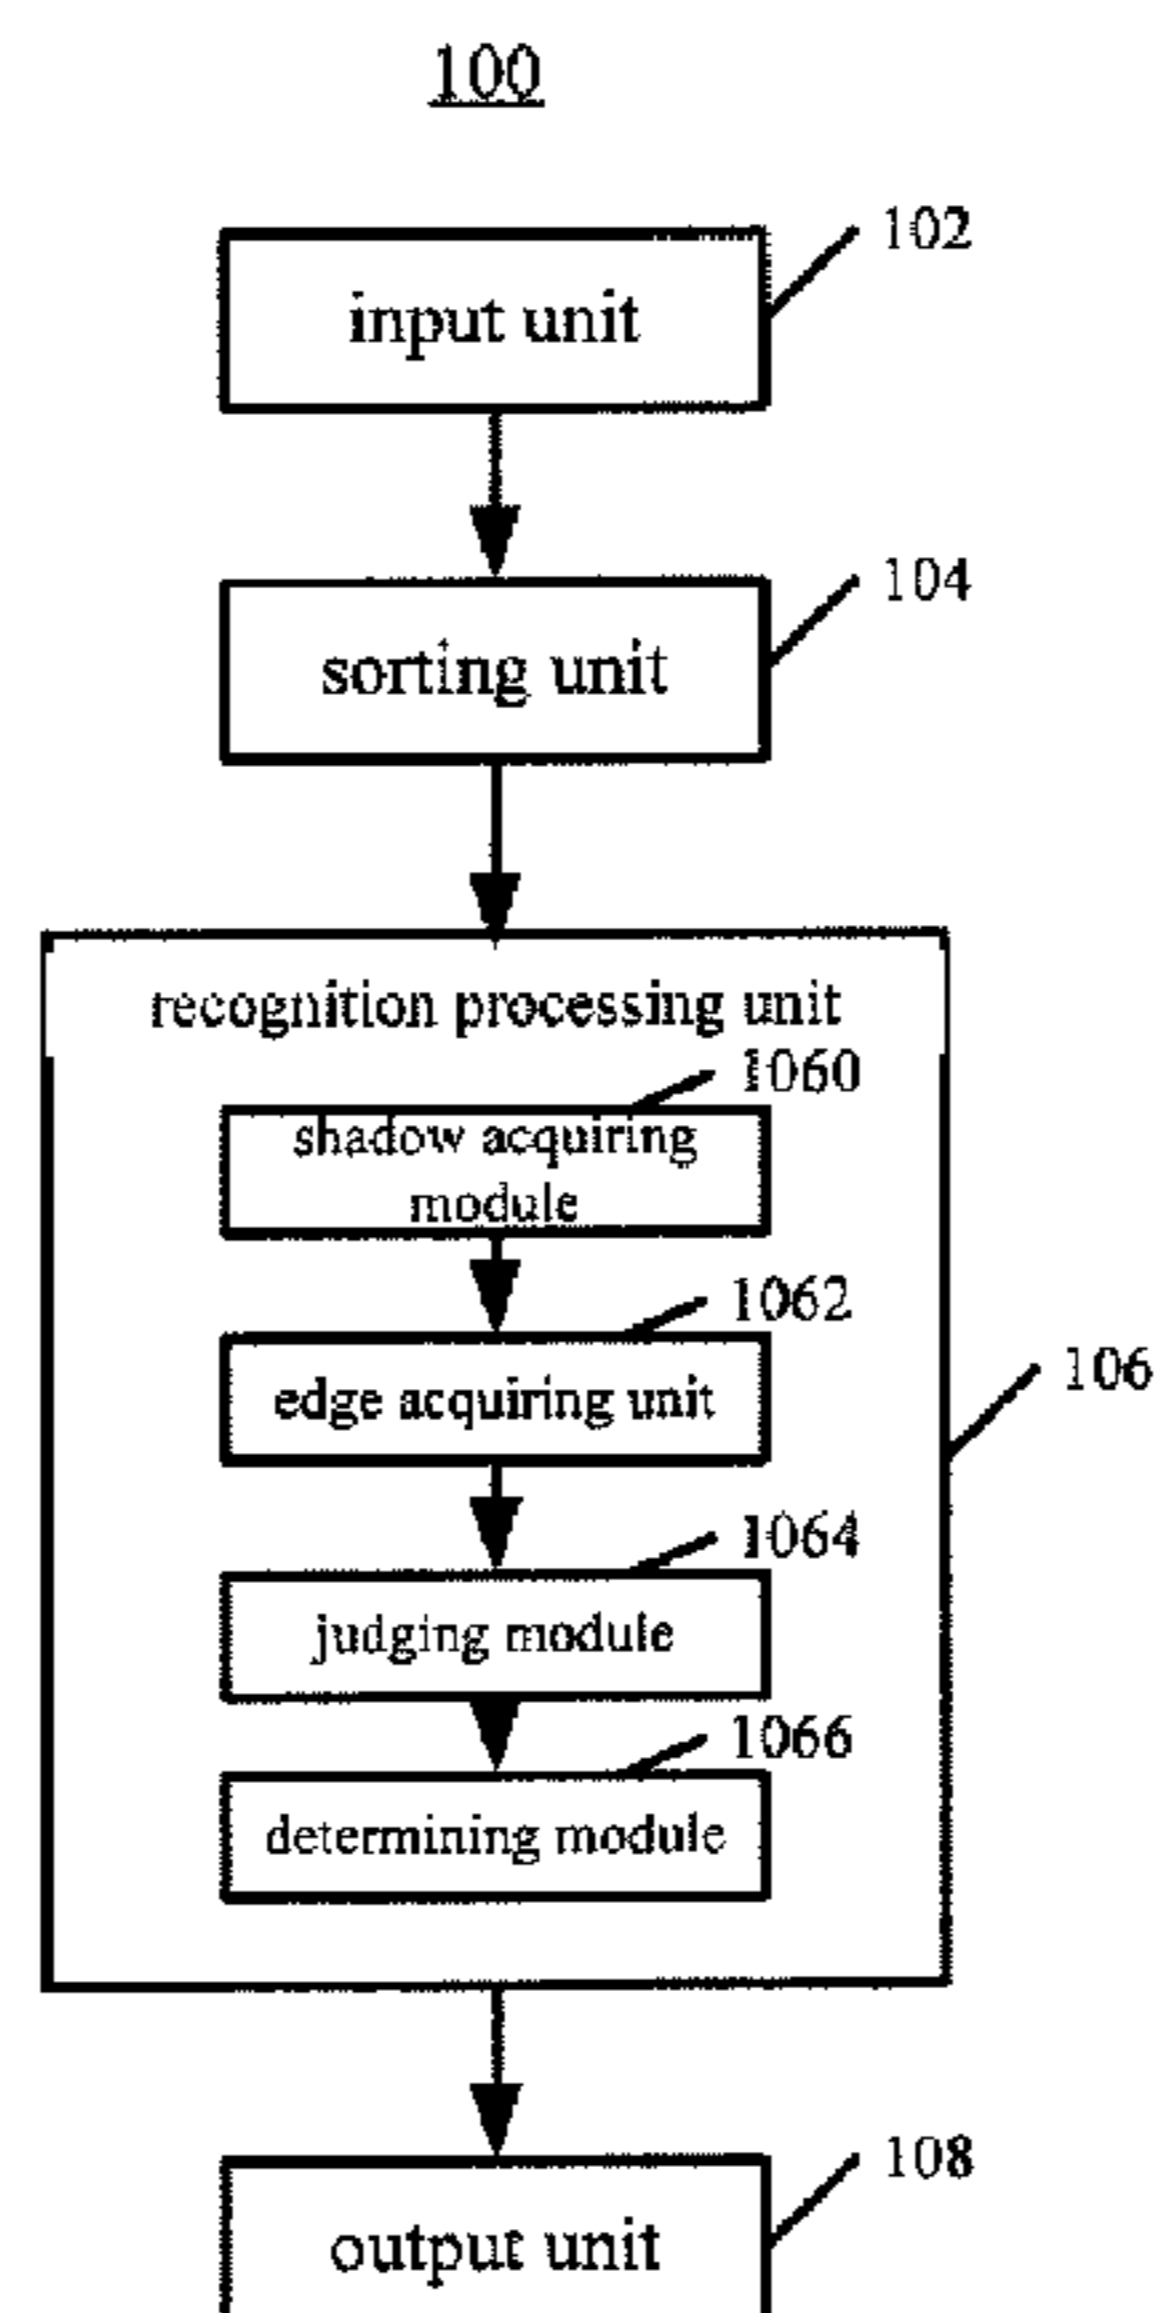 100
102
input unit
104
sorting unit
recognition processing unit
1060
shadow acquiring
module
1062
edge acquiring unit
106
1064
judging module
1066
determining module
108
output unit